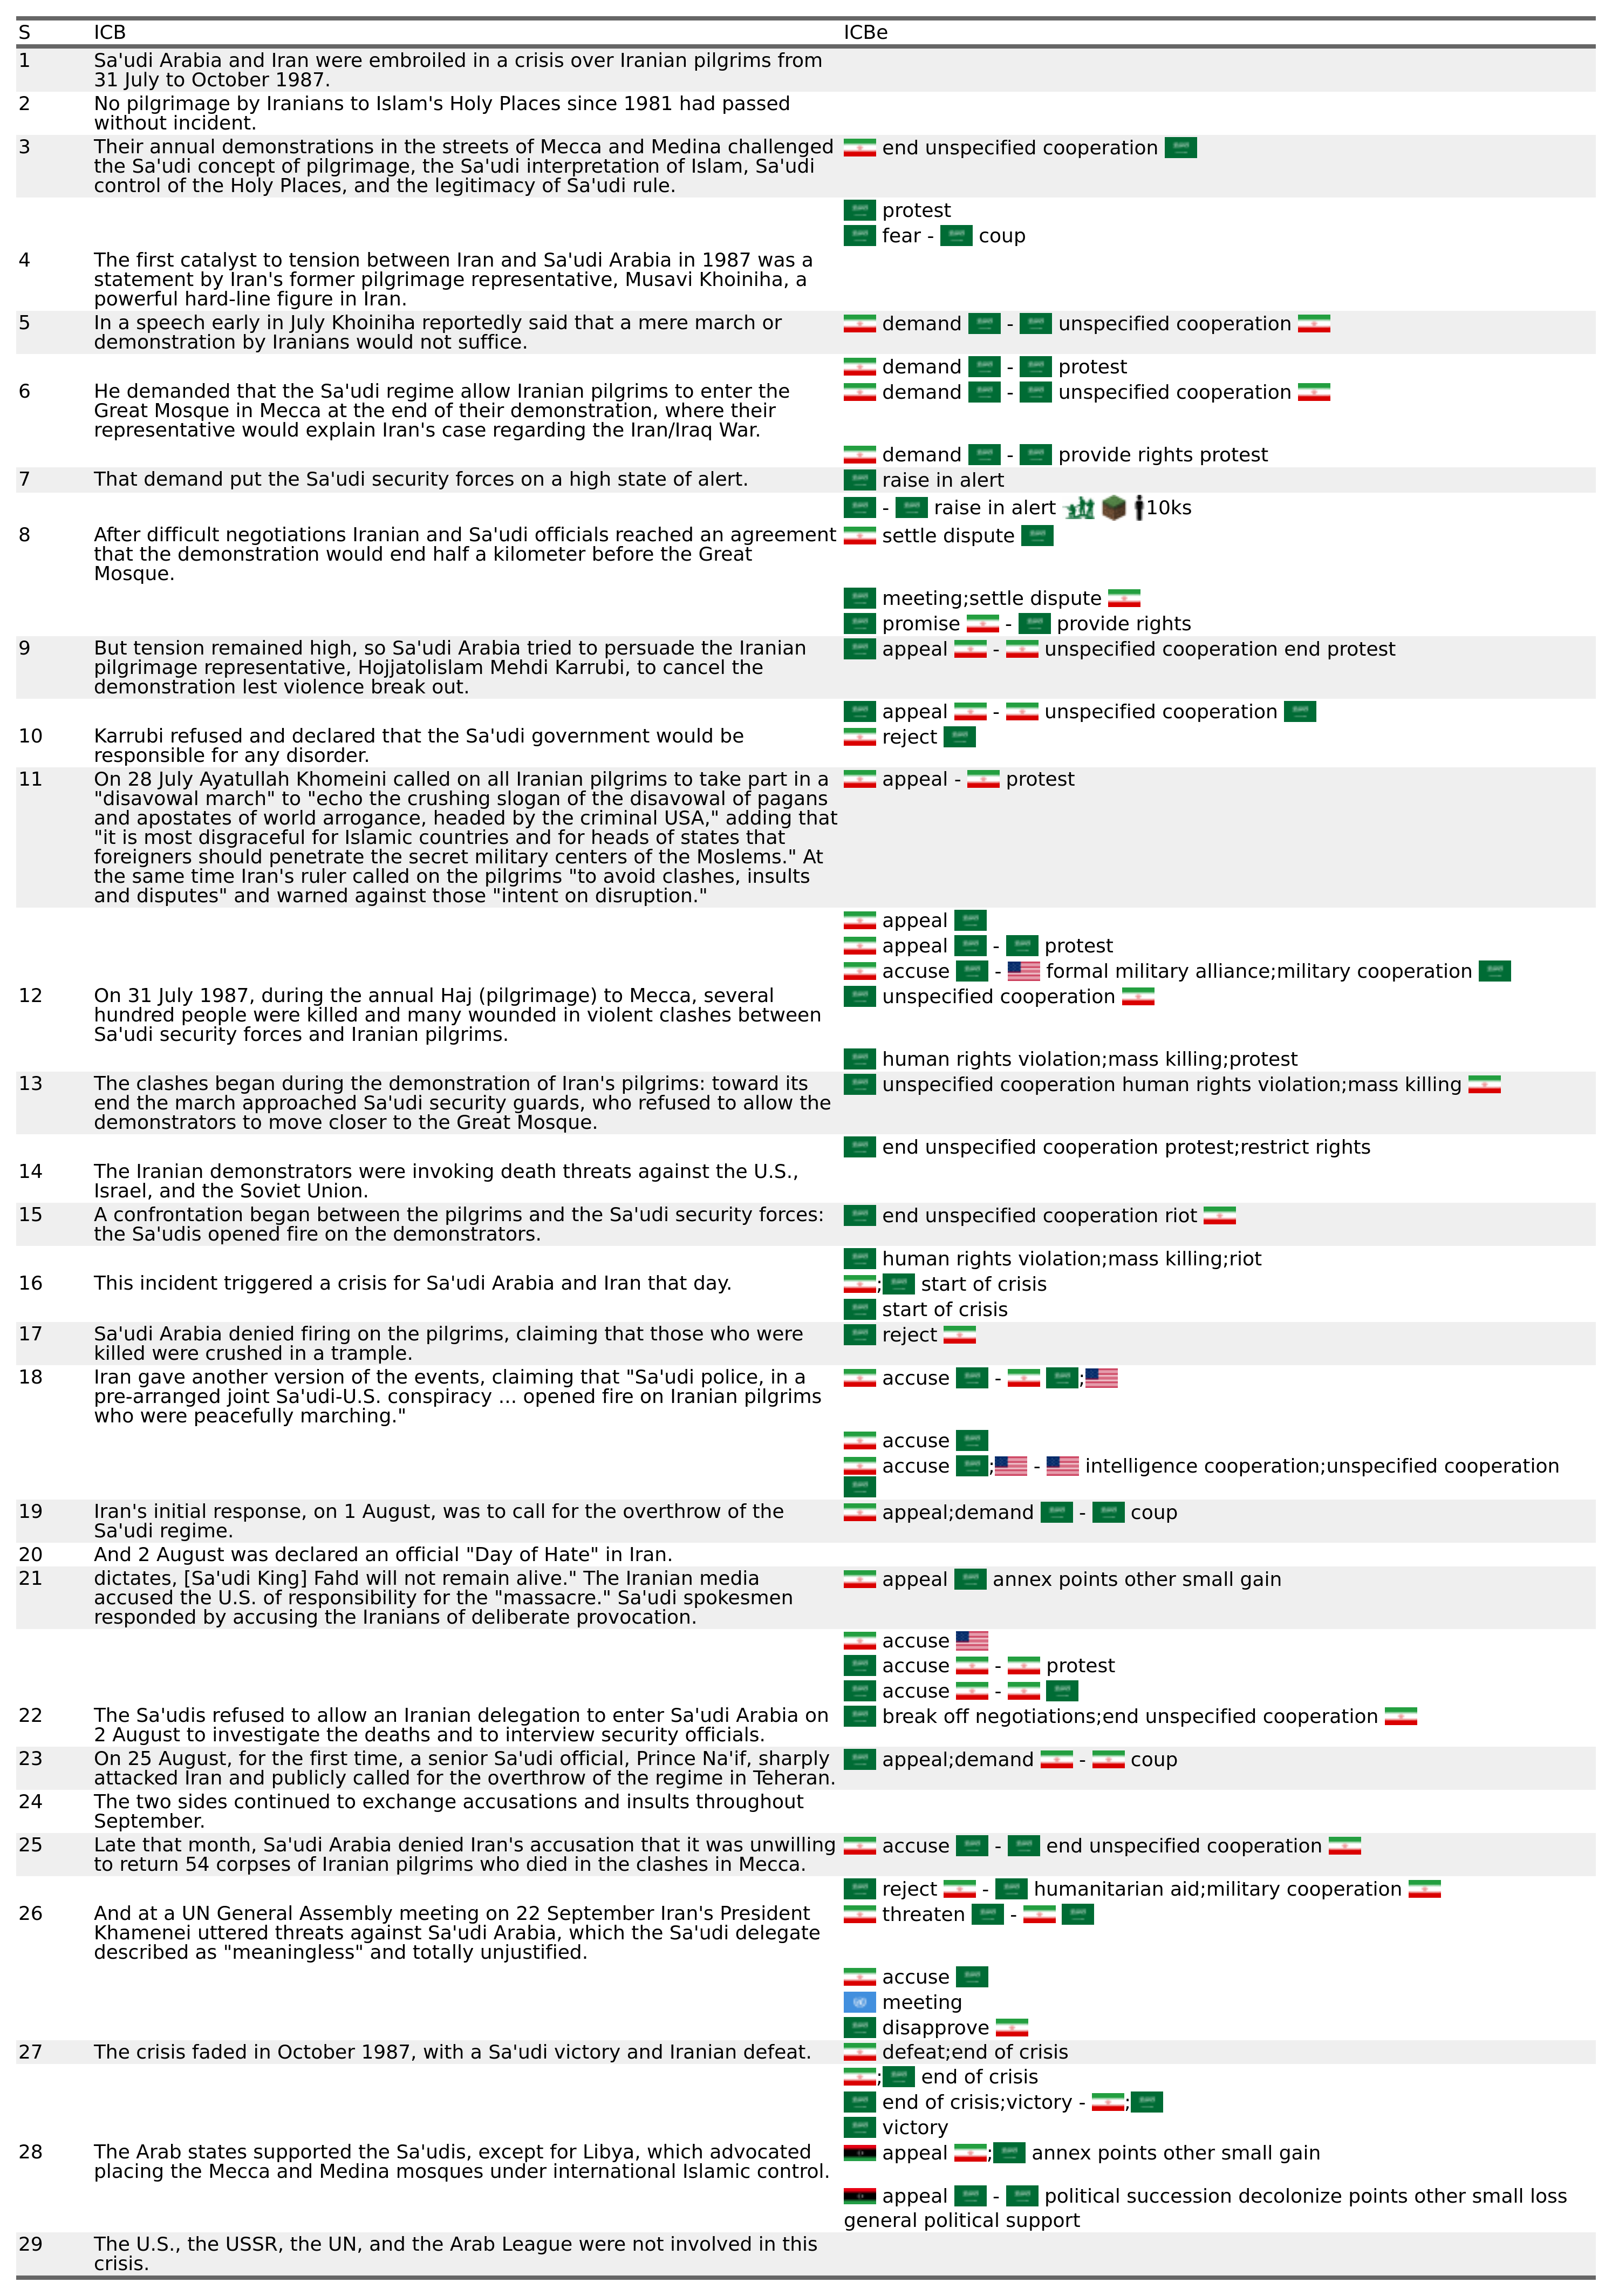 S ICB ICBe
1 Sa'udi Arabia and Iran were embroiled in a crisis over Iranian pilgrims from
31 July to October 1987.
2 No pilgrimage by Iranians to Islam's Holy Places since 1981 had passed
without incident.
3 Their annual demonstrations in the streets of Mecca and Medina challenged end unspecified cooperation
the Sa'udi concept of pilgrimage, the Sa'udi interpretation of Islam, Sa'udi
control of the Holy Places, and the legitimacy of Sa'udi rule.
protest
fear - coup
4 The first catalyst to tension between Iran and Sa'udi Arabia in 1987 was a
statement by Iran's former pilgrimage representative, Musavi Khoiniha, a
powerful hard-line figure in Iran.
5 In a speech early in July Khoiniha reportedly said that a mere march or demand - unspecified cooperation
demonstration by Iranians would not suffice.
demand - protest
6 He demanded that the Sa'udi regime allow Iranian pilgrims to enter the demand - unspecified cooperation
Great Mosque in Mecca at the end of their demonstration, where their
representative would explain Iran's case regarding the Iran/Iraq War.
demand - provide rights protest
7 That demand put the Sa'udi security forces on a high state of alert. raise in alert
- raise in alert 10ks
8 After difficult negotiations Iranian and Sa'udi officials reached an agreement settle dispute
that the demonstration would end half a kilometer before the Great
Mosque.
meeting;settle dispute
promise - provide rights
9 But tension remained high, so Sa'udi Arabia tried to persuade the Iranian appeal - unspecified cooperation end protest
pilgrimage representative, Hojjatolislam Mehdi Karrubi, to cancel the
demonstration lest violence break out.
appeal - unspecified cooperation
10 Karrubi refused and declared that the Sa'udi government would be reject
responsible for any disorder.
11 On 28 July Ayatullah Khomeini called on all Iranian pilgrims to take part in a appeal - protest
"disavowal march" to "echo the crushing slogan of the disavowal of pagans
and apostates of world arrogance, headed by the criminal USA," adding that
"it is most disgraceful for Islamic countries and for heads of states that
foreigners should penetrate the secret military centers of the Moslems." At
the same time Iran's ruler called on the pilgrims "to avoid clashes, insults
and disputes" and warned against those "intent on disruption."
appeal
appeal - protest
accuse - formal military alliance;military cooperation
12 On 31 July 1987, during the annual Haj (pilgrimage) to Mecca, several unspecified cooperation
hundred people were killed and many wounded in violent clashes between
Sa'udi security forces and Iranian pilgrims.
human rights violation;mass killing;protest
13 The clashes began during the demonstration of Iran's pilgrims: toward its unspecified cooperation human rights violation;mass killing
end the march approached Sa'udi security guards, who refused to allow the
demonstrators to move closer to the Great Mosque.
end unspecified cooperation protest;restrict rights
14 The Iranian demonstrators were invoking death threats against the U.S.,
Israel, and the Soviet Union.
15 A confrontation began between the pilgrims and the Sa'udi security forces: end unspecified cooperation riot
the Sa'udis opened fire on the demonstrators.
human rights violation;mass killing;riot
16 This incident triggered a crisis for Sa'udi Arabia and Iran that day. ; start of crisis
start of crisis
17 Sa'udi Arabia denied firing on the pilgrims, claiming that those who were reject
killed were crushed in a trample.
18 Iran gave another version of the events, claiming that "Sa'udi police, in a accuse - ;
pre-arranged joint Sa'udi-U.S. conspiracy ... opened fire on Iranian pilgrims
who were peacefully marching."
accuse
accuse ; - intelligence cooperation;unspecified cooperation
19 Iran's initial response, on 1 August, was to call for the overthrow of the appeal;demand - coup
Sa'udi regime.
20 And 2 August was declared an official "Day of Hate" in Iran.
21 dictates, [Sa'udi King] Fahd will not remain alive." The Iranian media appeal annex points other small gain
accused the U.S. of responsibility for the "massacre." Sa'udi spokesmen
responded by accusing the Iranians of deliberate provocation.
accuse
accuse - protest
accuse -
22 The Sa'udis refused to allow an Iranian delegation to enter Sa'udi Arabia on break off negotiations;end unspecified cooperation
2 August to investigate the deaths and to interview security officials.
23 On 25 August, for the first time, a senior Sa'udi official, Prince Na'if, sharply appeal;demand - coup
attacked Iran and publicly called for the overthrow of the regime in Teheran.
24 The two sides continued to exchange accusations and insults throughout
September.
25 Late that month, Sa'udi Arabia denied Iran's accusation that it was unwilling accuse - end unspecified cooperation
to return 54 corpses of Iranian pilgrims who died in the clashes in Mecca.
reject - humanitarian aid;military cooperation
26 And at a UN General Assembly meeting on 22 September Iran's President threaten -
Khamenei uttered threats against Sa'udi Arabia, which the Sa'udi delegate
described as "meaningless" and totally unjustified.
accuse
meeting
disapprove
27 The crisis faded in October 1987, with a Sa'udi victory and Iranian defeat. defeat;end of crisis
; end of crisis
end of crisis;victory - ;
victory
28 The Arab states supported the Sa'udis, except for Libya, which advocated appeal ; annex points other small gain
placing the Mecca and Medina mosques under international Islamic control.
appeal - political succession decolonize points other small loss
general political support
29 The U.S., the USSR, the UN, and the Arab League were not involved in this
crisis.